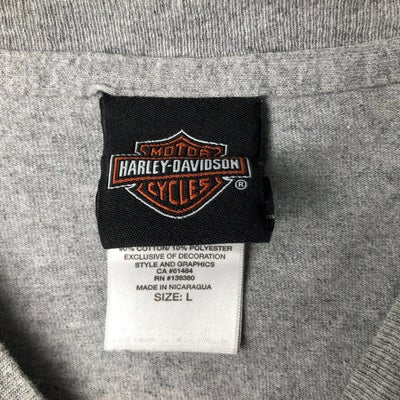 MOTOR
HARLEY-DAVIDSON
CYCLES
®
90% COTTON/ 10% POLYESTER
EXCLUSIVE OF DECORATION
STYLE AND GRAPHICS
CA #61484
RN #136380
MADE IN NICARAGUA
SIZE: L